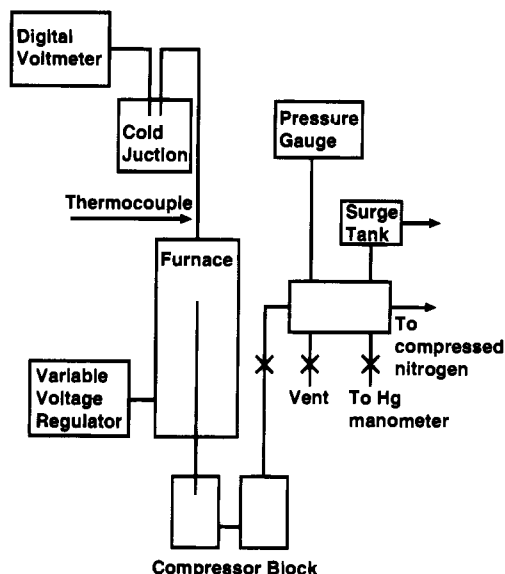 Digital
Voltmeter
Cold
Juction
Pressure
Gauge
Thermocouple
Surge
Tank
Furnace
To
compressed
nitrogen
Variable
Voltage
Regulator
Vent
To Hg
manometer
Compressor Block